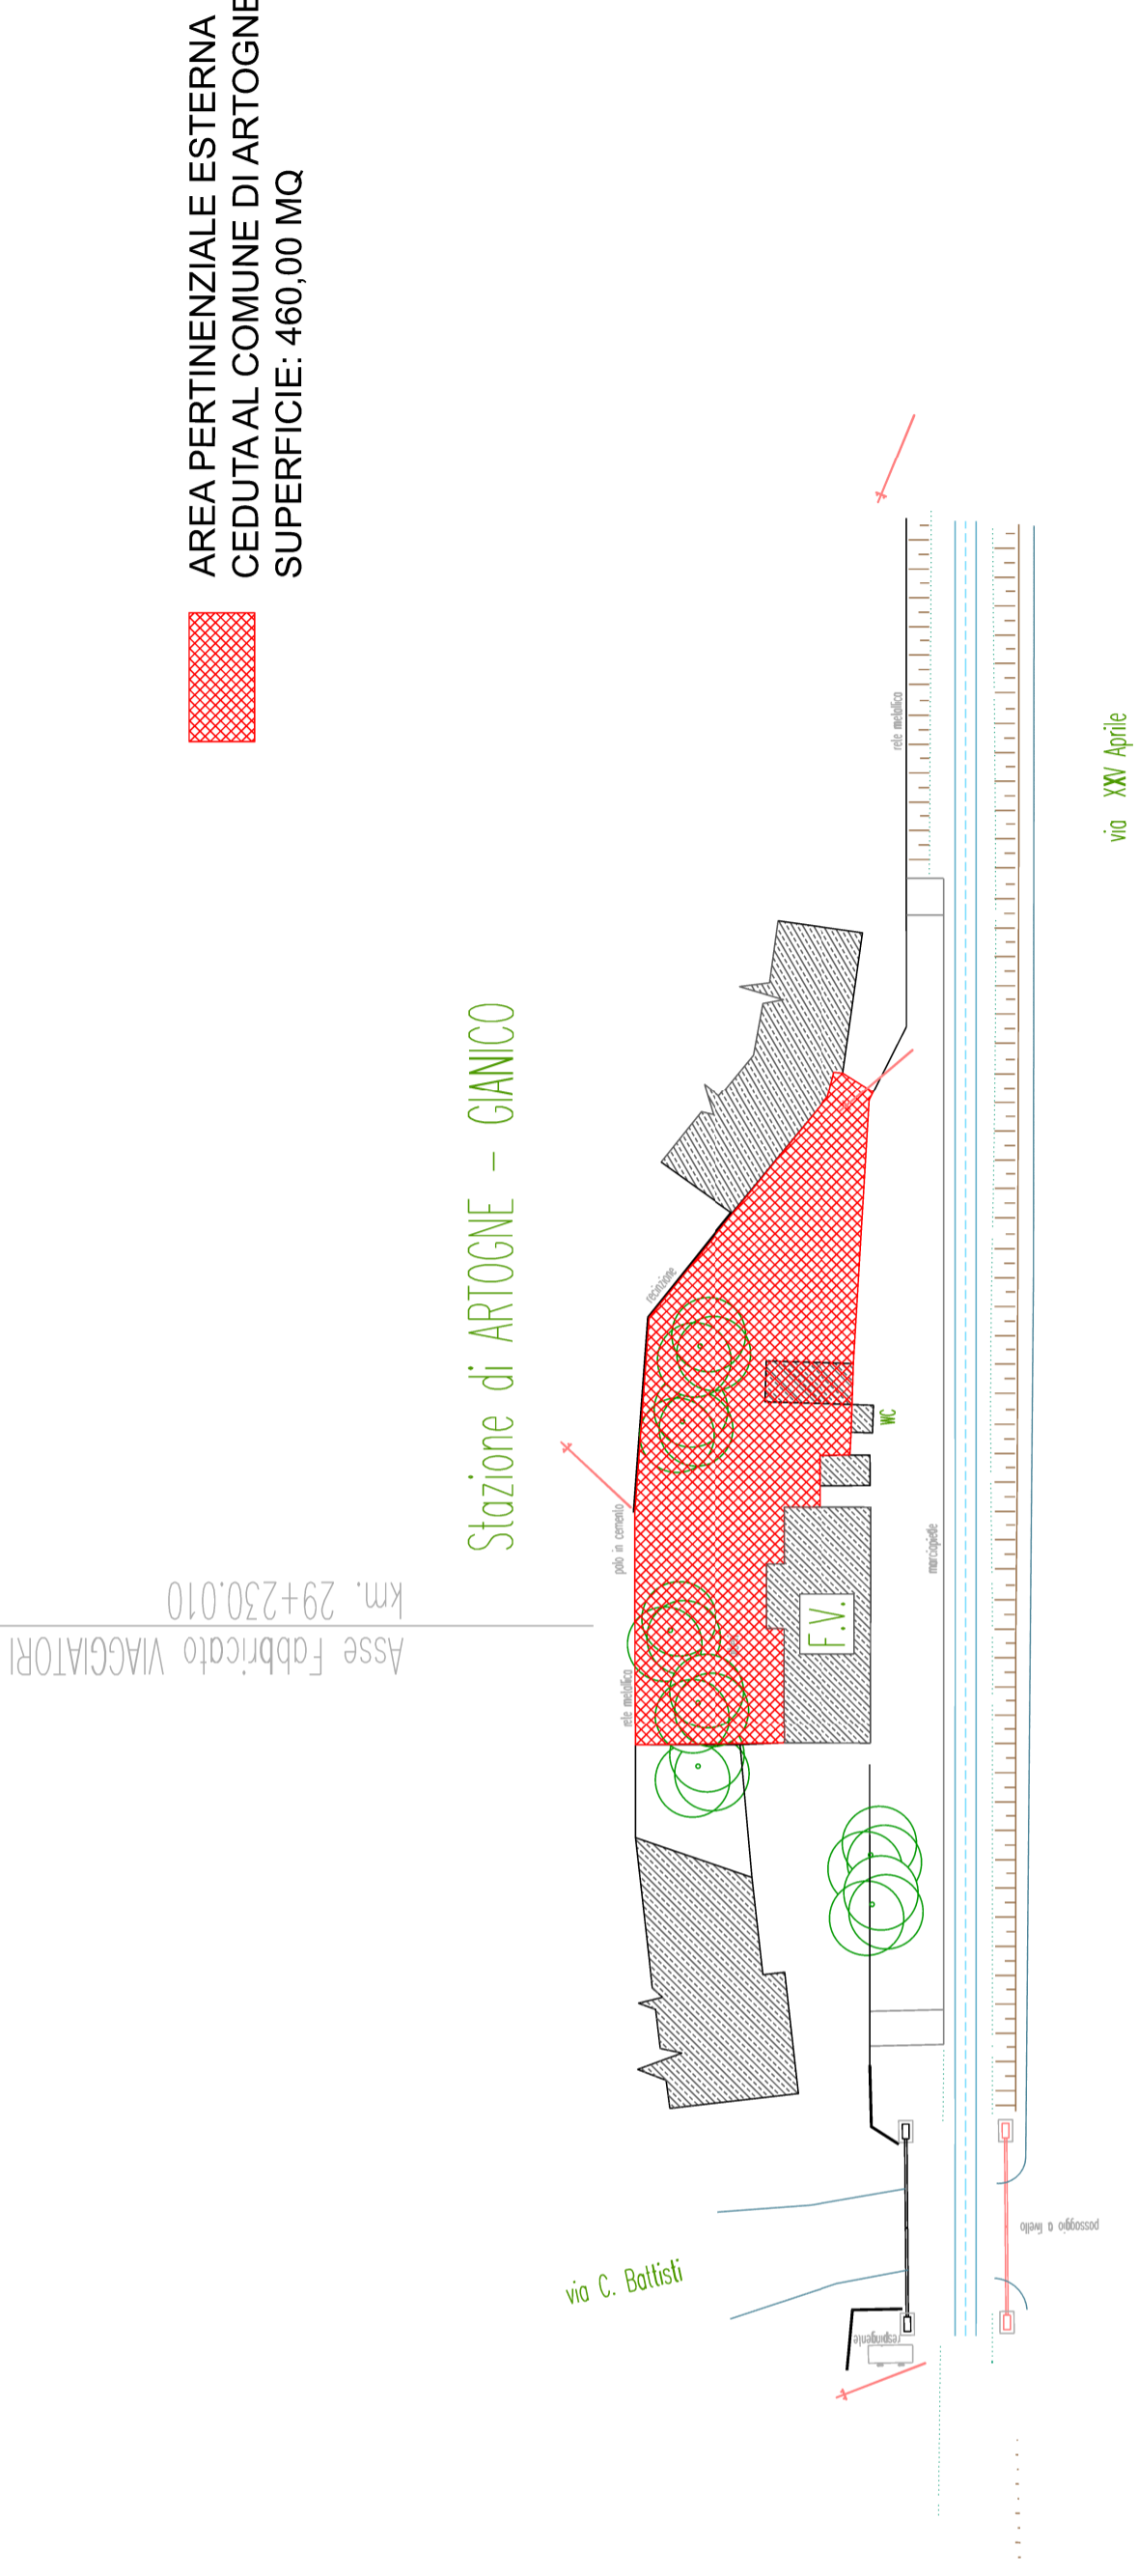 AREA PERTINENZIALE ESTERNA
CEDUTA AL COMUNE DI ARTOGNE
SUPERFICIE: 460,00 MQ
Stazione di ARTOGNE - GIANICO
km. 29+230.010
Asse Fabbricato VIAGGIATORI
rete metallico
via XXV Aprile
recinzione
WC
palo in cemento
marciapiede
F.V.
rete metallico
passaggio a livello
via C. Battisti
respingente